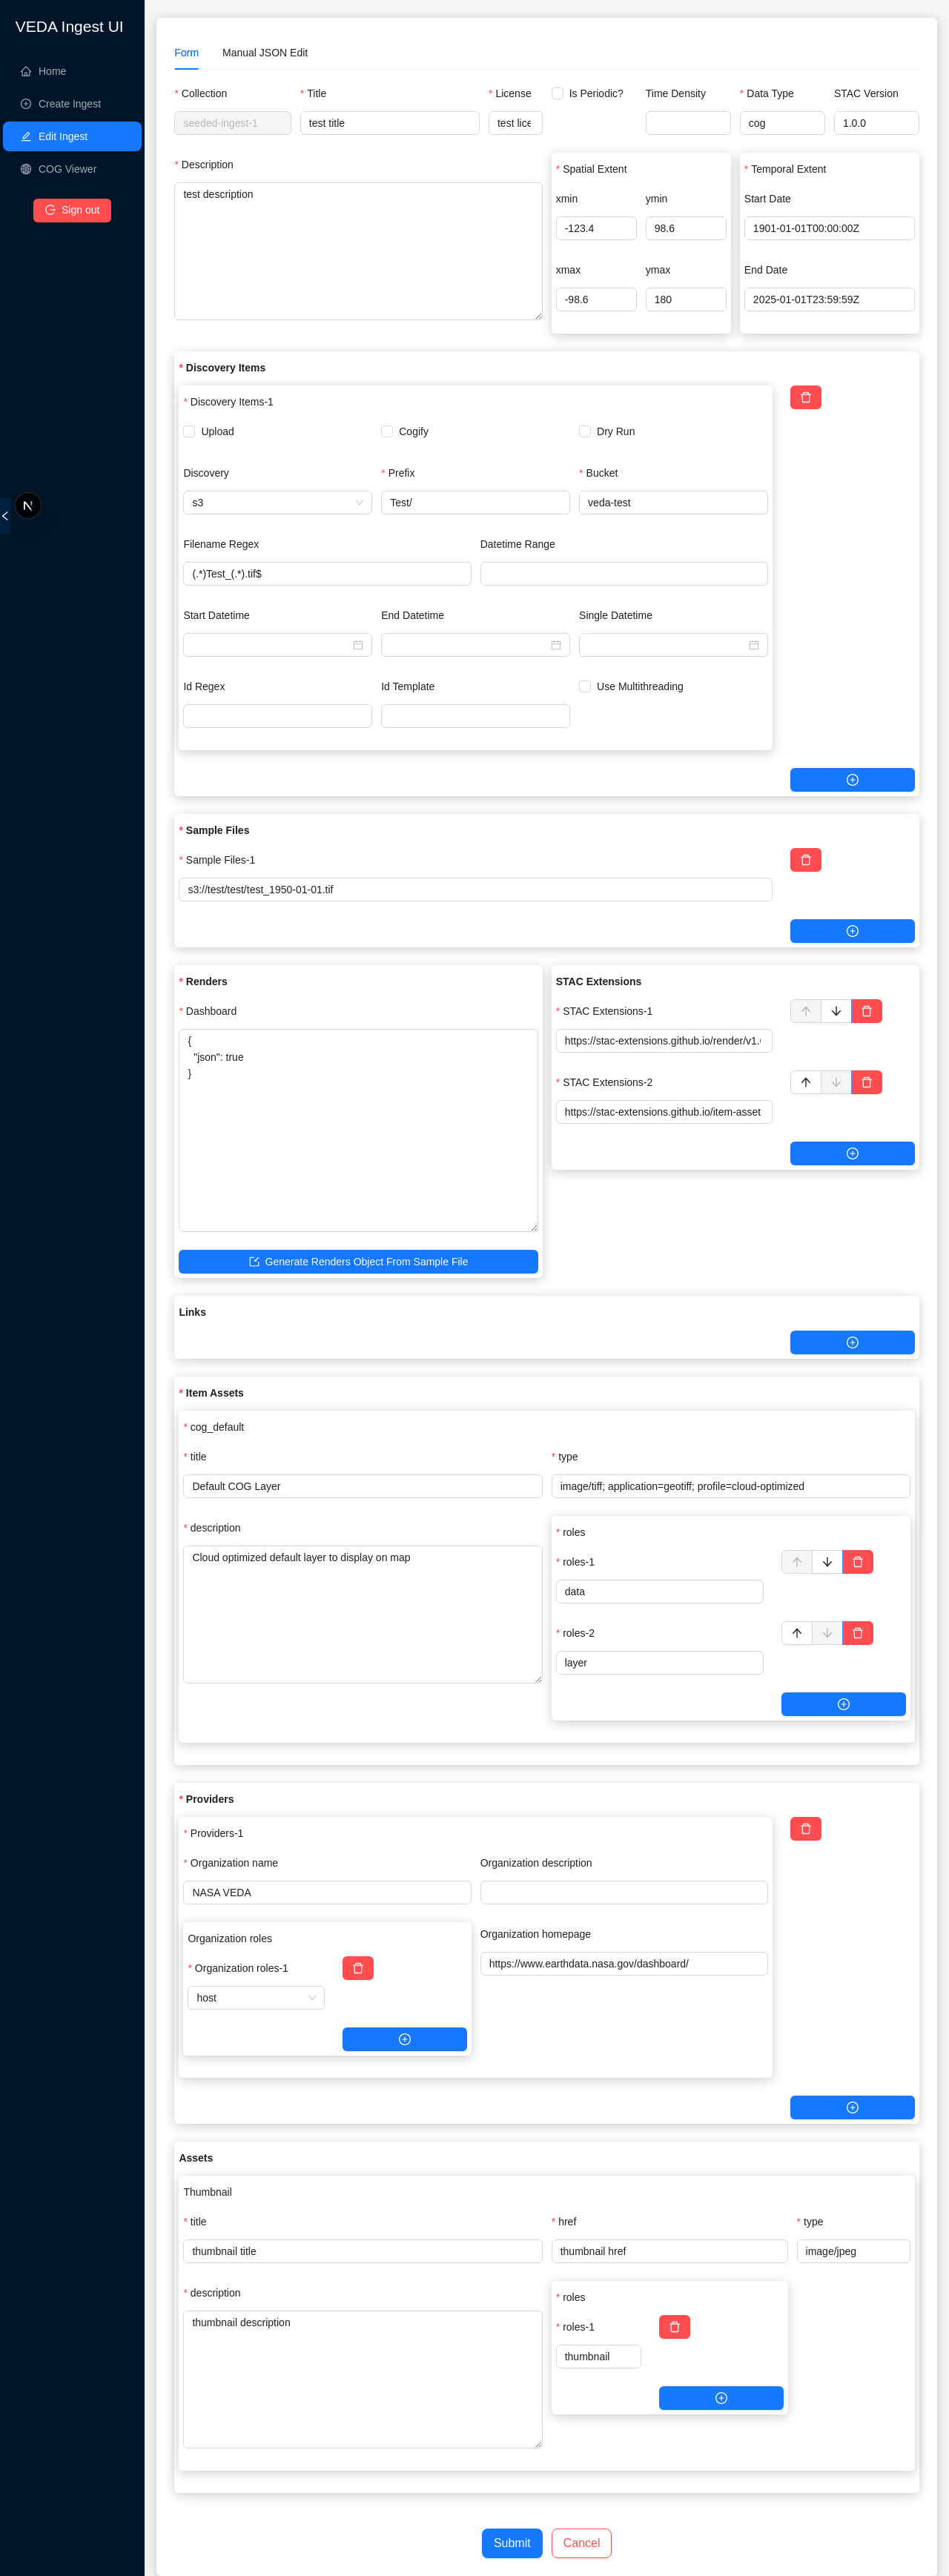 VEDA Ingest UI
Home
Create Ingest
Edit Ingest
COG Viewer
Sign out
Form Manual JSON Edit
* Collection * Title * License Is Periodic? Time Density * Data Type STAC Version
seeded-ingest-1 test title test lice cog 1.0.0
* Description
test description
* Spatial Extent
xmin ymin
-123.4 98.6
xmax ymax
-98.6 180
* Temporal Extent
Start Date
1901-01-01T00:00:00Z
End Date
2025-01-01T23:59:59Z
* Discovery Items
* Discovery Items-1
Upload Cogify Dry Run
Discovery * Prefix * Bucket
s3 Test/ veda-test
Filename Regex Datetime Range
(.*)Test_(.*).tif$
Start Datetime End Datetime Single Datetime
Id Regex Id Template Use Multithreading
* Sample Files
* Sample Files-1
s3://test/test/test_1950-01-01.tif
* Renders
* Dashboard
{
"json": true
}
Generate Renders Object From Sample File
STAC Extensions
* STAC Extensions-1
https://stac-extensions.github.io/render/v1.
* STAC Extensions-2
https://stac-extensions.github.io/item-asset
Links
* Item Assets
* cog_default
* title * type
Default COG Layer image/tiff; application=geotiff; profile=cloud-optimized
* description
Cloud optimized default layer to display on map
* roles
* roles-1
data
* roles-2
layer
* Providers
* Providers-1
* Organization name Organization description
NASA VEDA
Organization roles
* Organization roles-1
host
Organization homepage
https://www.earthdata.nasa.gov/dashboard/
Assets
Thumbnail
* title * href * type
thumbnail title thumbnail href image/jpeg
* description
thumbnail description
* roles
* roles-1
thumbnail
Submit Cancel